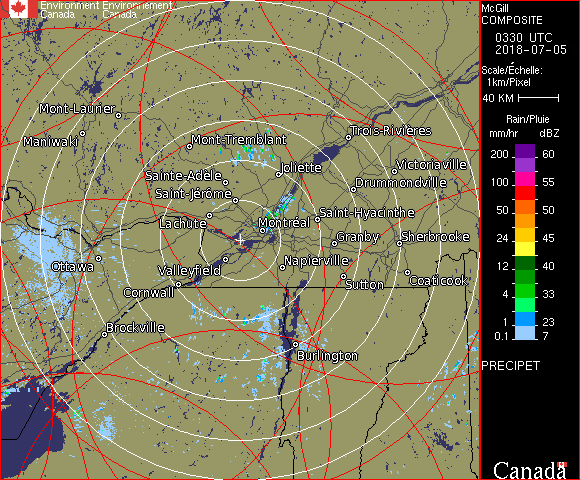 Environment Environnement
Canada Canada
McGill
COMPOSITE
0330 UTC
2018-07-05
Scale/Échelle:
1km/Pixel
40 KM
Rain/Pluie
mm/hr dBZ
200 60
100 55
50 50
24 45
12 40
4 33
1 23
0.1 7
PRECIPET
Canada
Mont-Laurier
Maniwaki
Mont-Tremblant
Trois-Rivières
Sainte-Adèle
Joliette
Victoriaville
Saint-Jérôme
Drummondville
Lachute
Montréal
Saint-Hyacinthe
Granby
Sherbrooke
Ottawa
Valleyfield
Napierville
Cornwall
Sutton
Coaticook
Brockville
Burlington